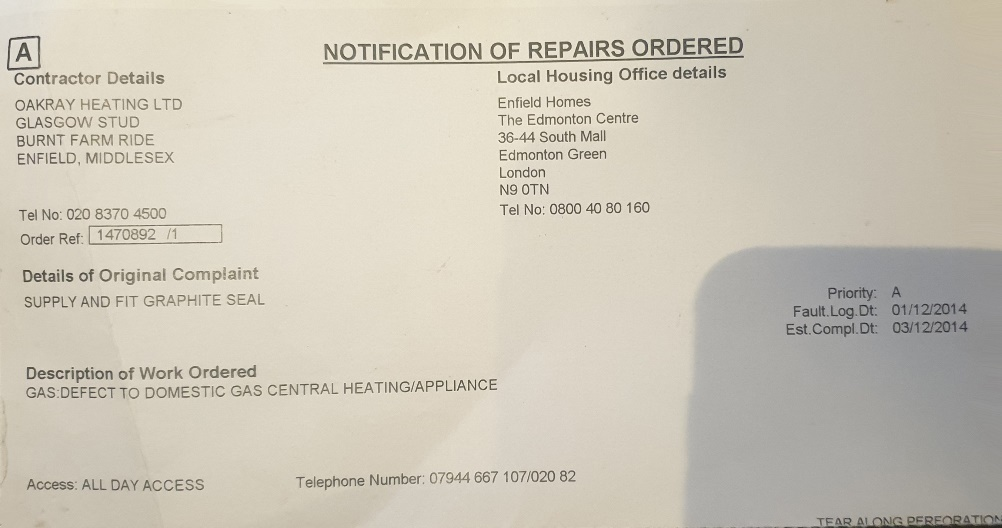 A
NOTIFICATION OF REPAIRS ORDERED
Contractor Details
OAKRAY HEATING LTD
GLASGOW STUD
BURNT FARM RIDE
ENFIELD, MIDDLESEX
Tel No: 020 8370 4500
Order Ref: 1470892 /1
Local Housing Office details
Enfield Homes
The Edmonton Centre
36-44 South Mall
Edmonton Green
London
N9 0TN
Tel No: 0800 40 80 160
Details of Original Complaint
SUPPLY AND FIT GRAPHITE SEAL
Priority: A
Fault.Log.Dt: 01/12/2014
Est.Compl.Dt: 03/12/2014
Description of Work Ordered
GAS:DEFECT TO DOMESTIC GAS CENTRAL HEATING/APPLIANCE
Access: ALL DAY ACCESS
Telephone Number: 07944 667 107/020 82
TEAR ALONG PERFORATION